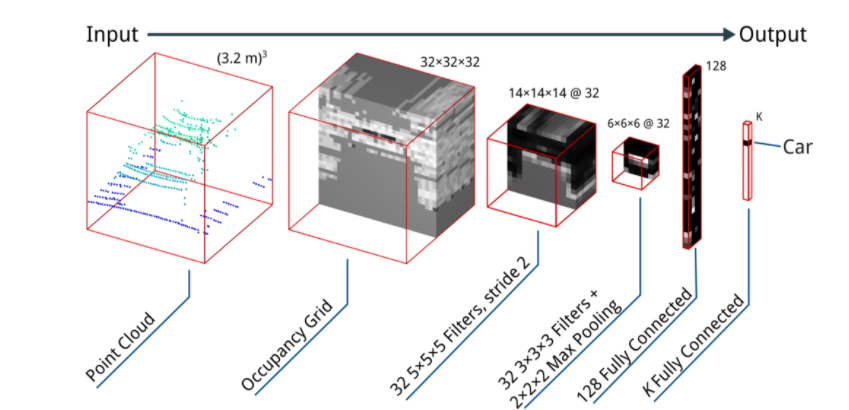 Input
Output
(3.2 m)³
32×32×32
14×14×14 @ 32
6×6×6 @ 32
128
K
Car
Point Cloud
Occupancy Grid
32 5×5×5 Filters, stride 2
32 3×3×3 Filters +
2×2×2 Max Pooling
128 Fully Connected
K Fully Connected